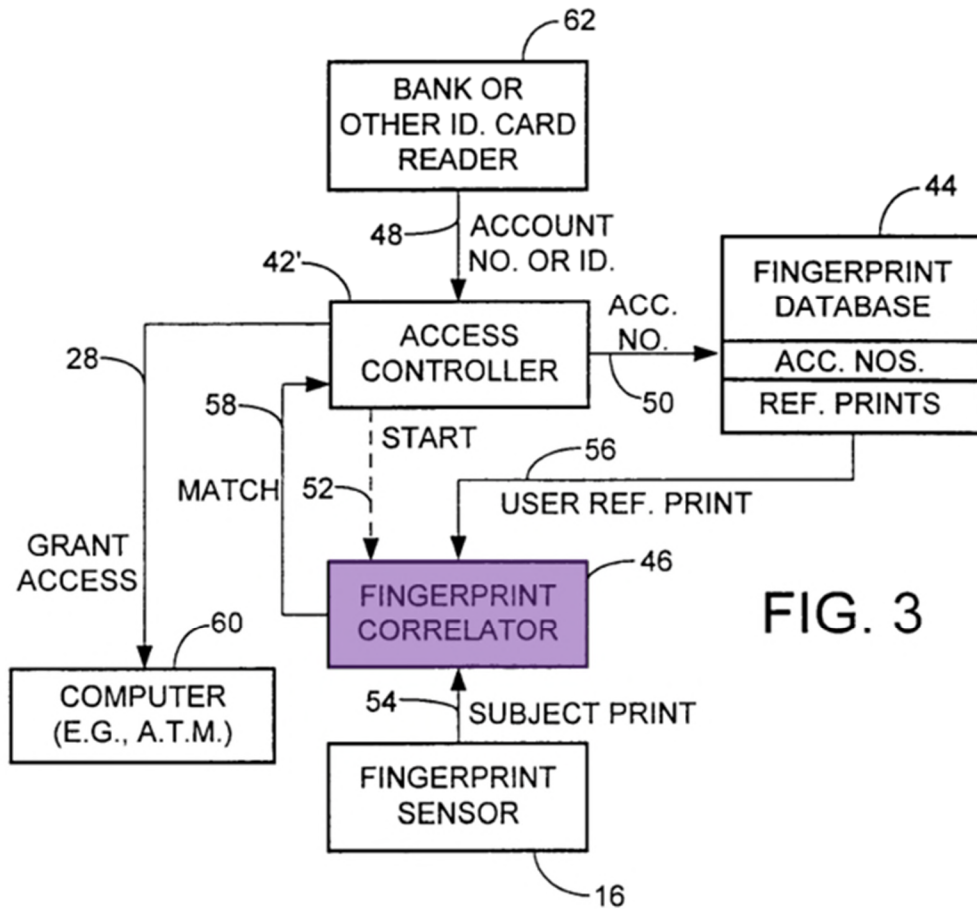 62
BANK OR
OTHER ID. CARD
READER
48
ACCOUNT
NO. OR ID.
44
FINGERPRINT
DATABASE
ACC. NOS.
REF. PRINTS
42'
ACCESS
CONTROLLER
ACC.
NO.
50
28
58
START
MATCH
52
56
USER REF. PRINT
GRANT
ACCESS
46
FINGERPRINT
CORRELATOR
FIG. 3
60
COMPUTER
(E.G., A.T.M.)
54
SUBJECT PRINT
FINGERPRINT
SENSOR
16